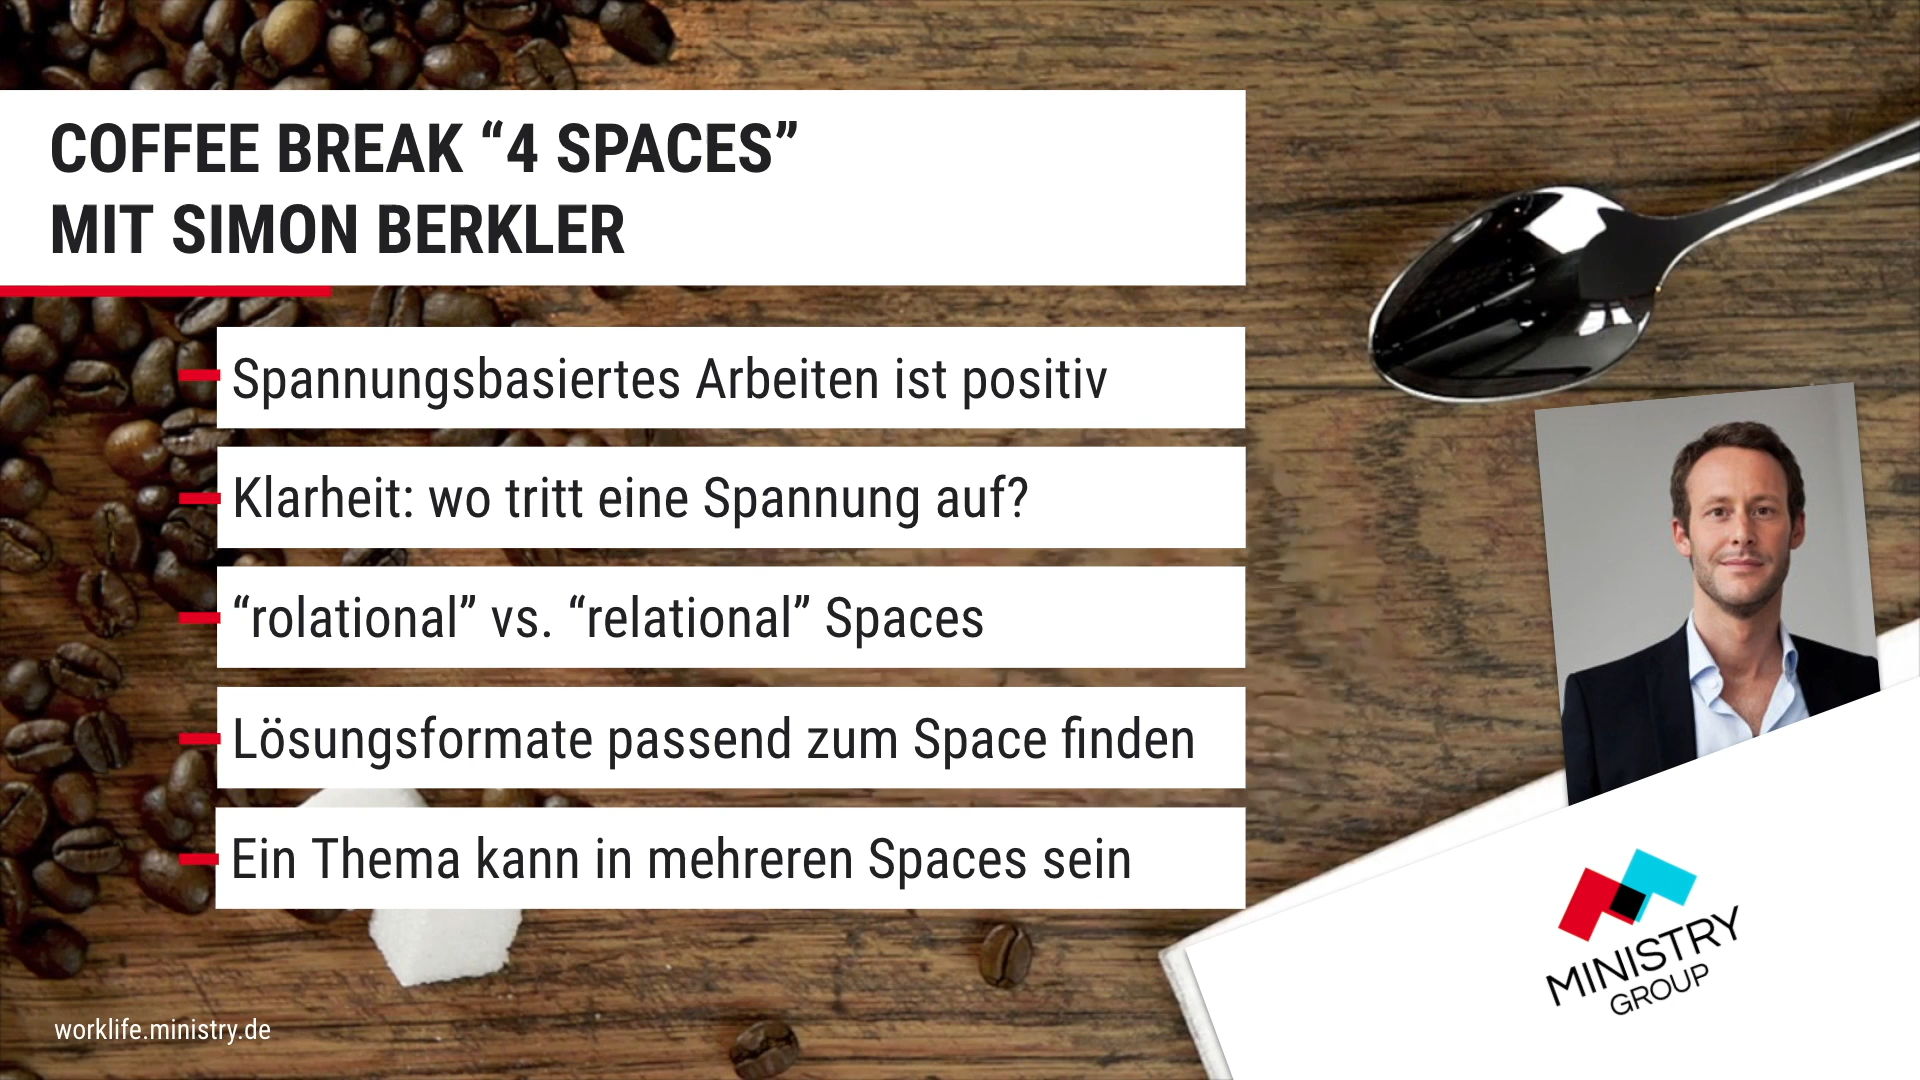 COFFEE BREAK “4 SPACES”
MIT SIMON BERKLER
Spannungsbasiertes Arbeiten ist positiv
Klarheit: wo tritt eine Spannung auf?
“rolational” vs. “relational” Spaces
Lösungsformate passend zum Space finden
Ein Thema kann in mehreren Spaces sein
MINISTRY
GROUP
worklife.ministry.de